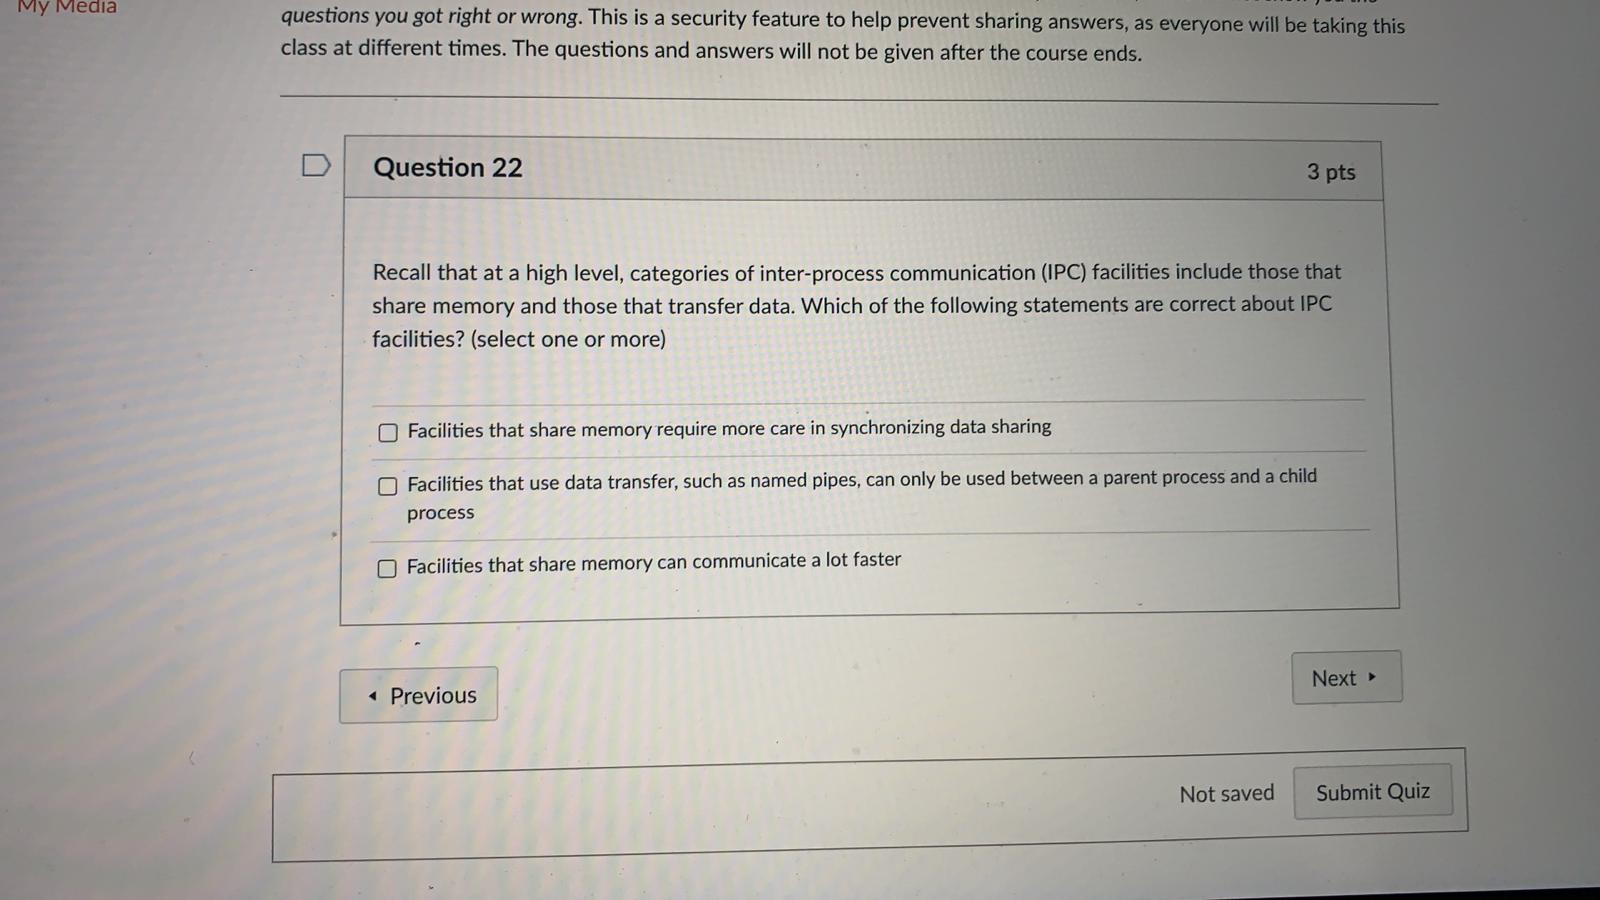 My Media
questions you got right or wrong. This is a security feature to help prevent sharing answers, as everyone will be taking this
class at different times. The questions and answers will not be given after the course ends.
Question 22
3 pts
Recall that at a high level, categories of inter-process communication (IPC) facilities include those that
share memory and those that transfer data. Which of the following statements are correct about IPC
facilities? (select one or more)
Facilities that share memory require more care in synchronizing data sharing
Facilities that use data transfer, such as named pipes, can only be used between a parent process and a child
process
Facilities that share memory can communicate a lot faster
Previous
Next
Not saved
Submit Quiz